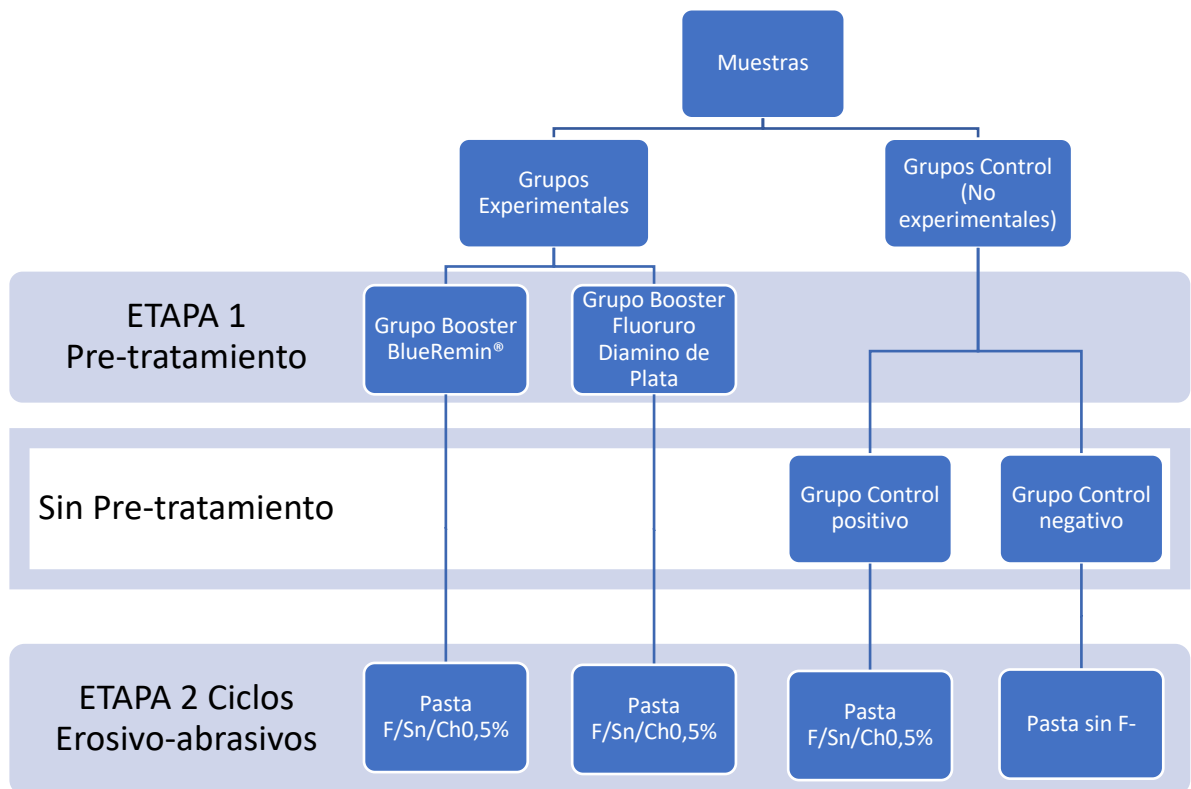 Muestras
Grupos
Experimentales
Grupos Control
(No
experimentales)
ETAPA 1
Pre-tratamiento
Grupo Booster
BlueRemin®
Grupo Booster
Fluoruro
Diamino de
Plata
Sin Pre-tratamiento
Grupo Control
positivo
Grupo Control
negativo
ETAPA 2 Ciclos
Erosivo-abrasivos
Pasta
F/Sn/Ch0,5%
Pasta
F/Sn/Ch0,5%
Pasta
F/Sn/Ch0,5%
Pasta sin F-